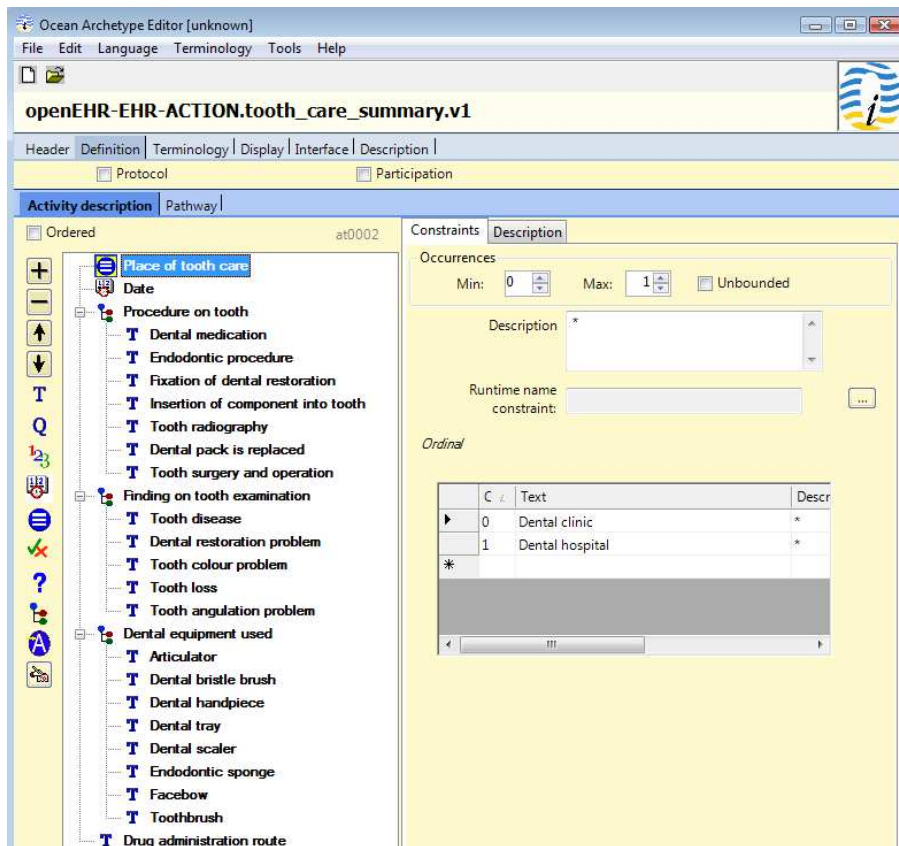 Ocean Archetype Editor [unknown]
File Edit Language Terminology Tools Help
openEHR-EHR-ACTION.tooth_care_summary.v1
Header Definition Terminology Display Interface Description
Protocol Participation
Activity description Pathway
Ordered at0002
Place of tooth care
Date
Procedure on tooth
Dental medication
Endodontic procedure
Fixation of dental restoration
Insertion of component into tooth
Tooth radiography
Dental pack is replaced
Tooth surgery and operation
Finding on tooth examination
Tooth disease
Dental restoration problem
Tooth colour problem
Tooth loss
Tooth angulation problem
Dental equipment used
Articulator
Dental bristle brush
Dental handpiece
Dental tray
Dental scaler
Endodontic sponge
Facebow
Toothbrush
Drug administration route
Constraints Description
Occurrences
Min: 0 Max: 1 Unbounded
Description *
Runtime name
constraint: ...
Ordinal
C Text Descr
0 Dental clinic *
1 Dental hospital *